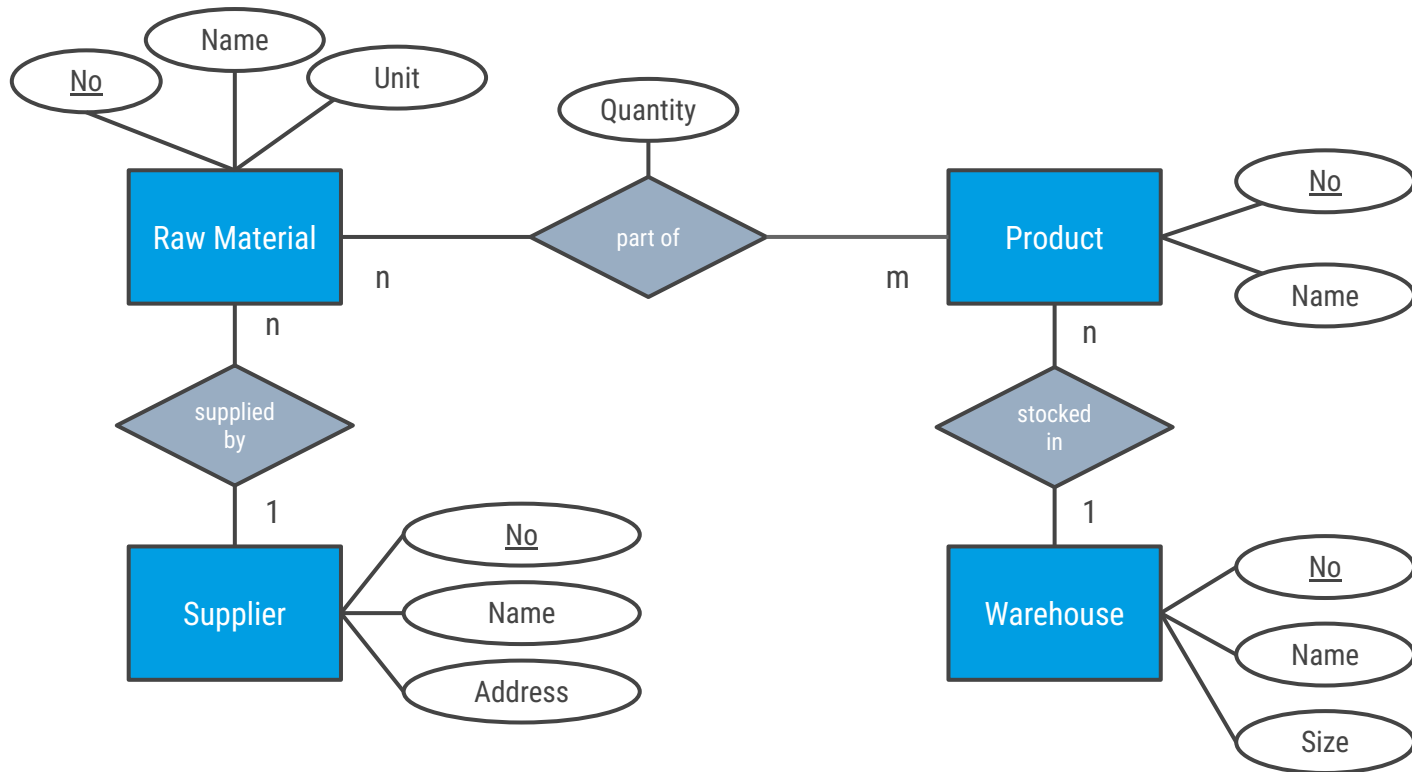 Name
No
Unit
Quantity
No
Raw Material
part of
Product
n
m
Name
n
n
supplied
by
stocked
in
1
1
No
No
Supplier
Name
Warehouse
Name
Address
Size